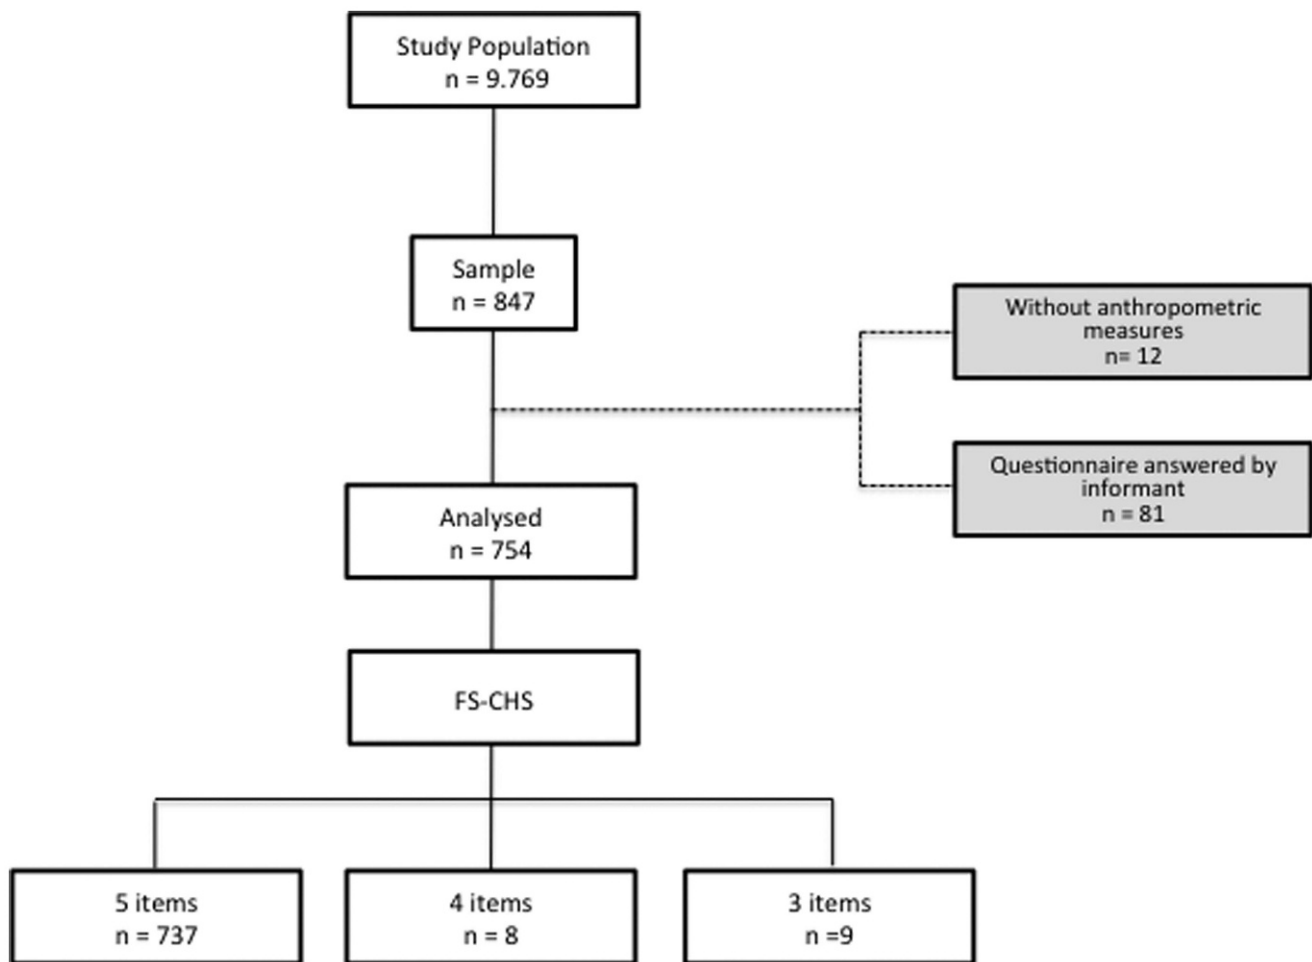 Study Population
n = 9.769
Sample
n = 847
Without anthropometric
measures
n= 12
Questionnaire answered by
informant
n = 81
Analysed
n = 754
FS-CHS
5 items
n = 737
4 items
n = 8
3 items
n =9